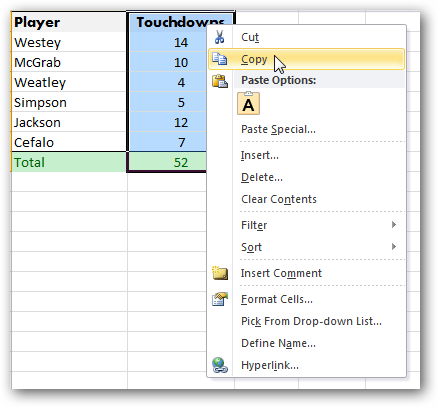 Player Touchdowns
Westey 14
McGrab 10
Weatley 4
Simpson 5
Jackson 12
Cefalo 7
Total 52
Cut
Copy
Paste Options:
A
Paste Special...
Insert...
Delete...
Clear Contents
Filter
Sort
Insert Comment
Format Cells...
Pick From Drop-down List...
Define Name...
Hyperlink...